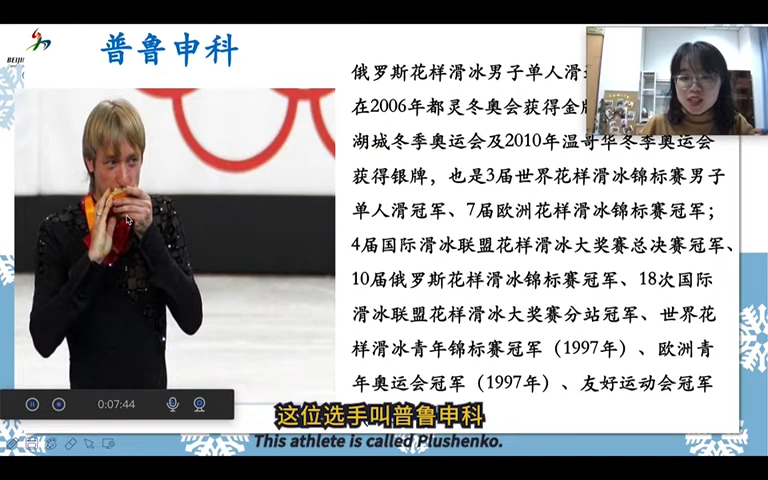 BEIJI
普鲁申科
俄罗斯花样滑冰男子单人滑
在2006年都灵冬奥会获得金
湖城冬季奥运会及2010年温哥华冬季奥运会
获得银牌，也是3届世界花样滑冰锦标赛男子
单人滑冠军、7届欧洲花样滑冰锦标赛冠军；
4届国际滑冰联盟花样滑冰大奖赛总决赛冠军、
10届俄罗斯花样滑冰锦标赛冠军、18次国际
滑冰联盟花样滑冰大奖赛分站冠军、世界花
样滑冰青年锦标赛冠军（1997年）、欧洲青
年奥运会冠军（1997年）、友好运动会冠军
0:07:44
这位选手叫普鲁申科
This athlete is called Plushenko.